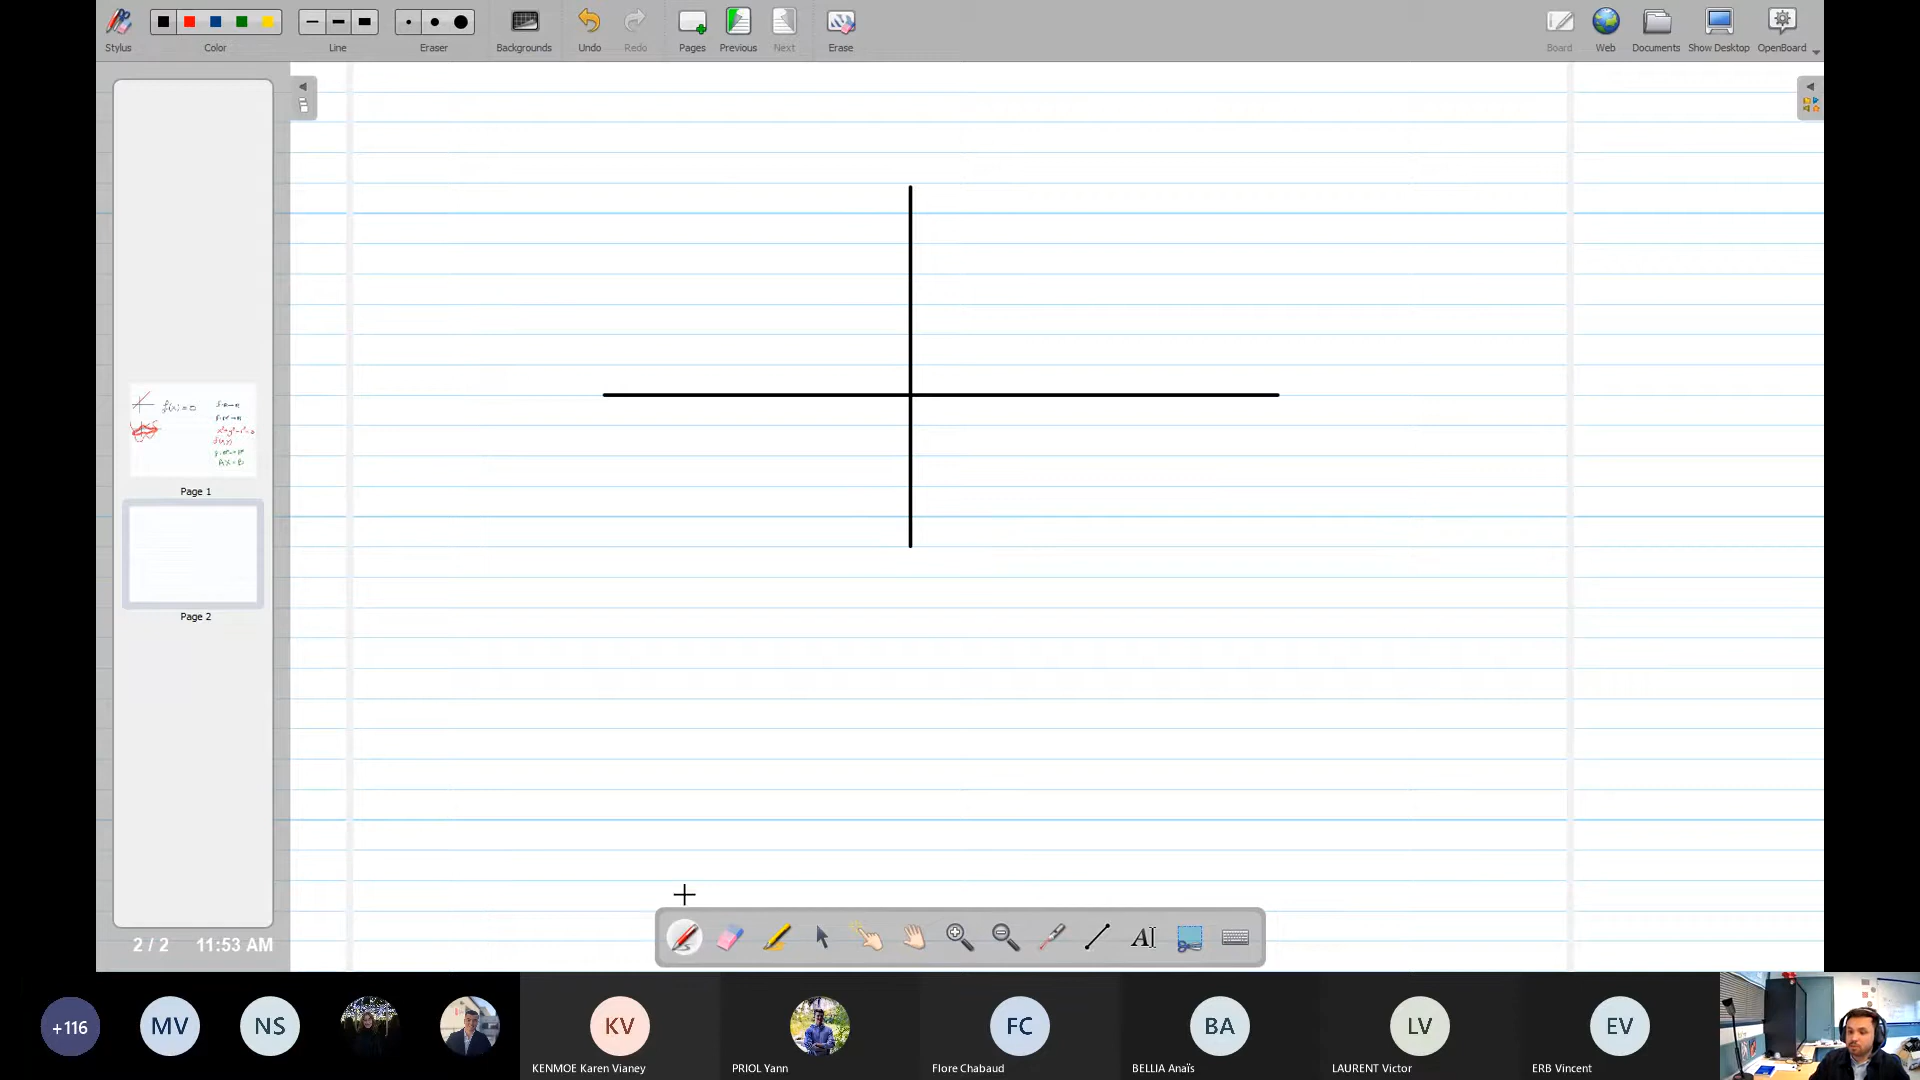 Stylus
Color
Line
Eraser
Backgrounds
Undo
Redo
Pages
Previous
Next
Erase
Board
Web
Documents
Show Desktop
OpenBoard
f(x) = 0
AX = B
Page 1
Page 2
2 / 2 11:53 AM
+116
MV
NS
KV
FC
BA
LV
EV
KENMOE Karen Vianey
PRIOL Yann
Flore Chabaud
BELLIA Anaïs
LAURENT Victor
ERB Vincent